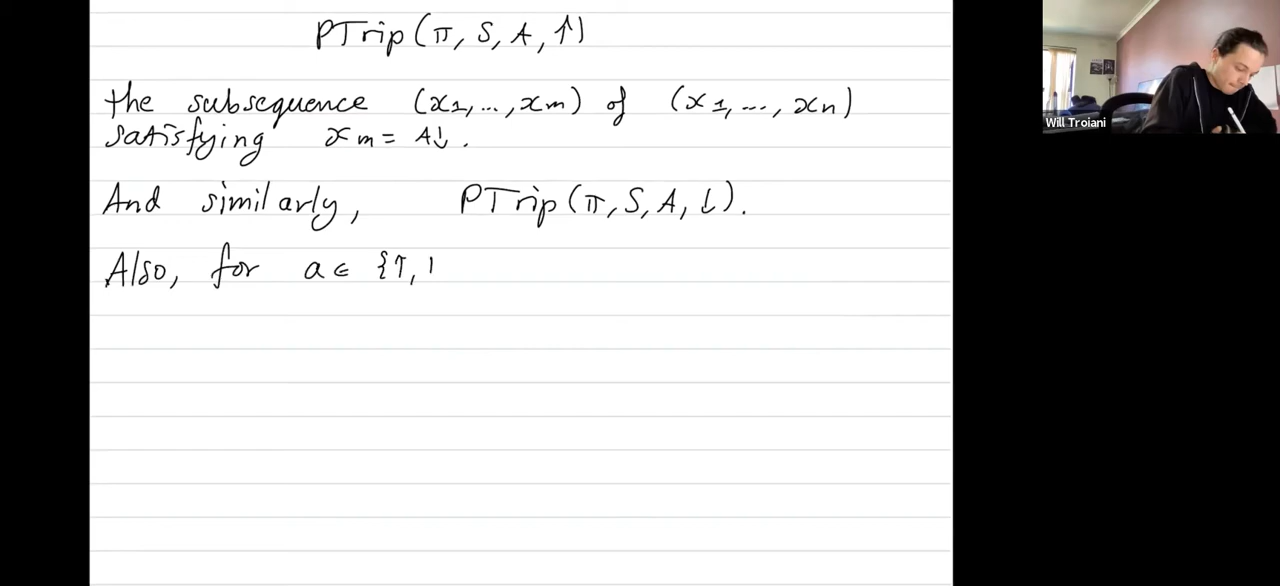 PTrip(π, S, A, ↑)
the subsequence (x1,...,xm) of (x1,...,xn)
satisfying xm = A↓.
And similarly, PTrip(π, S, A, ↓).
Also, for a ∈ {↑,
Will Troiani